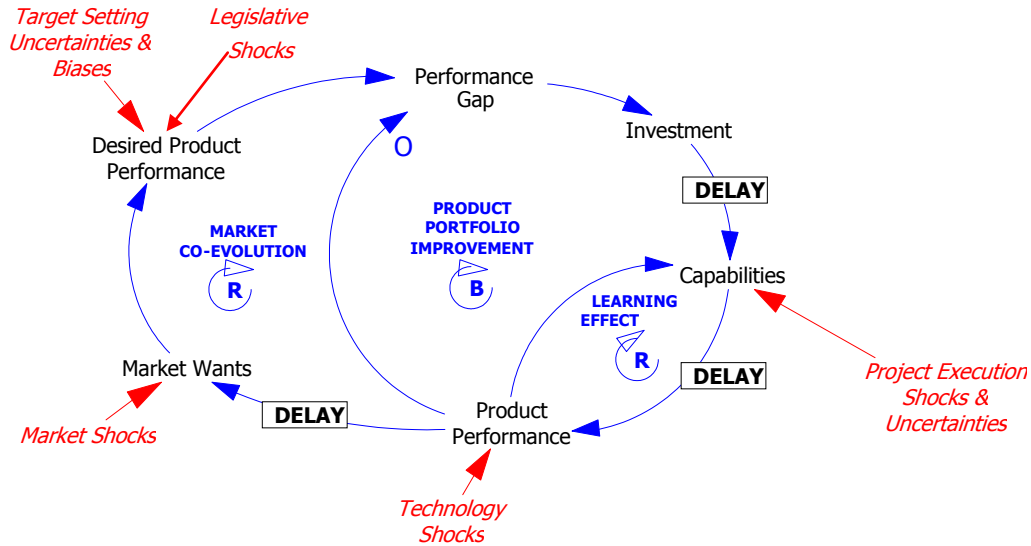 Target Setting
Uncertainties &
Biases
Legislative
Shocks
Performance
Gap
Investment
O
Desired Product
Performance
DELAY
MARKET
CO-EVOLUTION
R
PRODUCT
PORTFOLIO
IMPROVEMENT
B
Capabilities
LEARNING
EFFECT
R
Market Wants
DELAY
Project Execution
Shocks &
Uncertainties
DELAY
Product
Performance
Market Shocks
Technology
Shocks